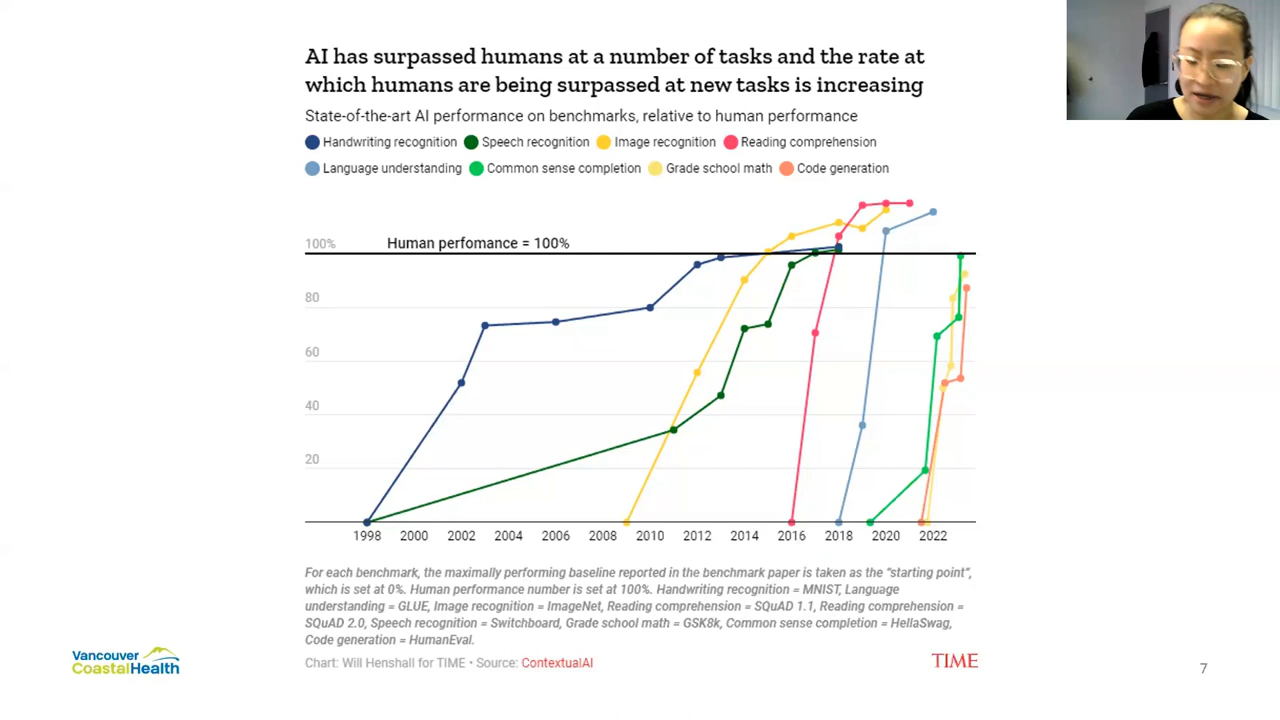 AI has surpassed humans at a number of tasks and the rate at
which humans are being surpassed at new tasks is increasing
State-of-the-art AI performance on benchmarks, relative to human performance
Handwriting recognition Speech recognition Image recognition Reading comprehension
Language understanding Common sense completion Grade school math Code generation
100% Human perfomance = 100%
80
60
40
20
1998 2000 2002 2004 2006 2008 2010 2012 2014 2016 2018 2020 2022
For each benchmark, the maximally performing baseline reported in the benchmark paper is taken as the "starting point",
which is set at 0%. Human performance number is set at 100%. Handwriting recognition = MNIST, Language
understanding = GLUE, Image recognition = ImageNet, Reading comprehension = SQuAD 1.1, Reading comprehension =
SQuAD 2.0, Speech recognition = Switchboard, Grade school math = GSK8k, Common sense completion = HellaSwag,
Code generation = HumanEval.
Chart: Will Henshall for TIME • Source: ContextualAI
TIME
Vancouver
CoastalHealth
7